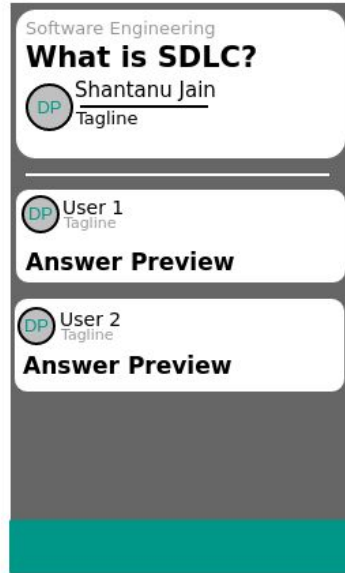 Software Engineering
What is SDLC?
DP
Shantanu Jain
Tagline
DP
User 1
Tagline
Answer Preview
DP
User 2
Tagline
Answer Preview